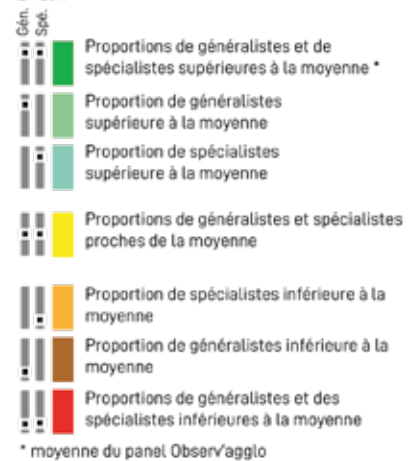 Gén.
Spé.
Proportions de généralistes et de
spécialistes supérieures à la moyenne *
Proportion de généralistes
supérieure à la moyenne
Proportion de spécialistes
supérieure à la moyenne
Proportions de généralistes et spécialistes
proches de la moyenne
Proportion de spécialistes inférieure à la
moyenne
Proportion de généralistes inférieure à la
moyenne
Proportions de généralistes et des
spécialistes inférieures à la moyenne
* moyenne du panel Observ'agglo